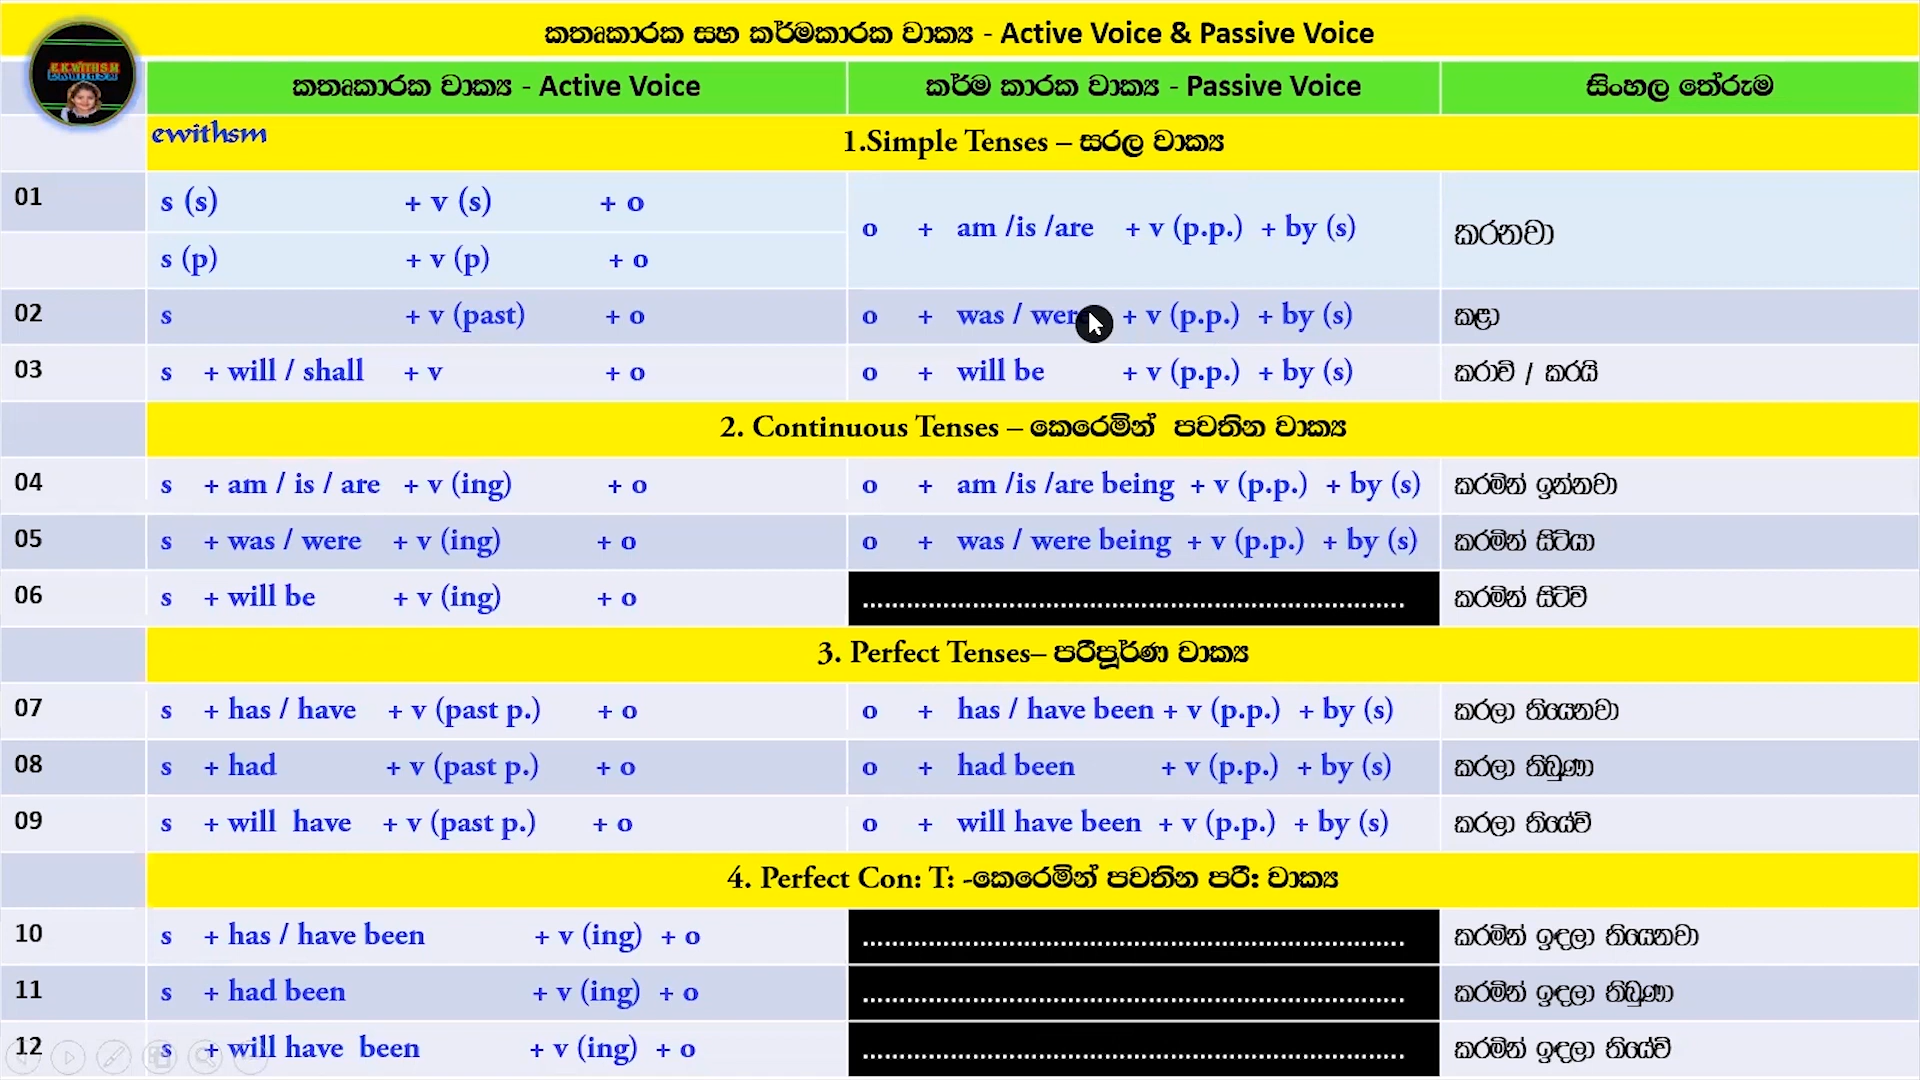 කතෘකාරක සහ කර්මකාරක වාක්‍ය - Active Voice & Passive Voice
EKWITHSM
කතෘකාරක වාක්‍ය - Active Voice
කර්ම කාරක වාක්‍ය - Passive Voice
සිංහල තේරුම
ewithsm
1.Simple Tenses – සරල වාක්‍ය
01 s (s) + v (s) + o
s (p) + v (p) + o
o + am /is /are + v (p.p.) + by (s) කරනවා
02 s + v (past) + o o + was / were + v (p.p.) + by (s) කළා
03 s + will / shall + v + o o + will be + v (p.p.) + by (s) කරාවි / කරයි
2. Continuous Tenses – කෙරෙමින් පවතින වාක්‍ය
04 s + am / is / are + v (ing) + o o + am /is /are being + v (p.p.) + by (s) කරමින් ඉන්නවා
05 s + was / were + v (ing) + o o + was / were being + v (p.p.) + by (s) කරමින් සිටියා
06 s + will be + v (ing) + o .......................................................................... කරමින් සිටිවි
3. Perfect Tenses– පරිපූර්ණ වාක්‍ය
07 s + has / have + v (past p.) + o o + has / have been + v (p.p.) + by (s) කරලා තියෙනවා
08 s + had + v (past p.) + o o + had been + v (p.p.) + by (s) කරලා තිබුණා
09 s + will have + v (past p.) + o o + will have been + v (p.p.) + by (s) කරලා තියේවි
4. Perfect Con: T: -කෙරෙමින් පවතින පරි: වාක්‍ය
10 s + has / have been + v (ing) + o .......................................................................... කරමින් ඉඳලා තියෙනවා
11 s + had been + v (ing) + o .......................................................................... කරමින් ඉඳලා තිබුණා
12 s + will have been + v (ing) + o .......................................................................... කරමින් ඉඳලා තියේවි